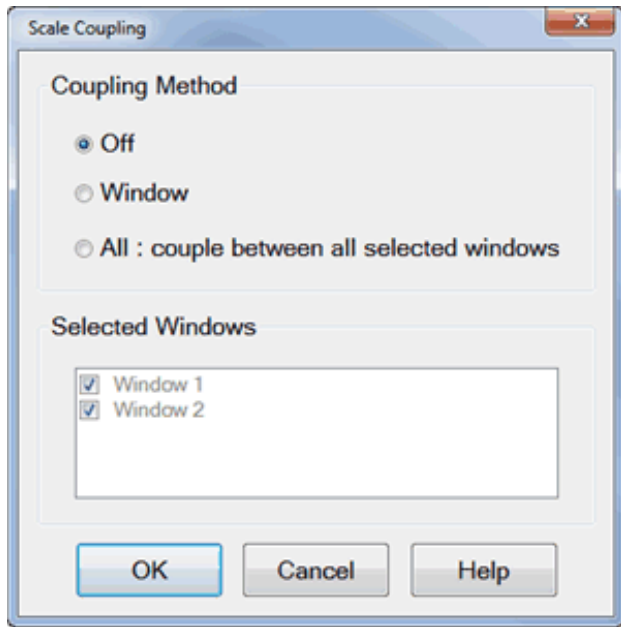 Scale Coupling
Coupling Method
Off
Window
All : couple between all selected windows
Selected Windows
Window 1
Window 2
OK
Cancel
Help